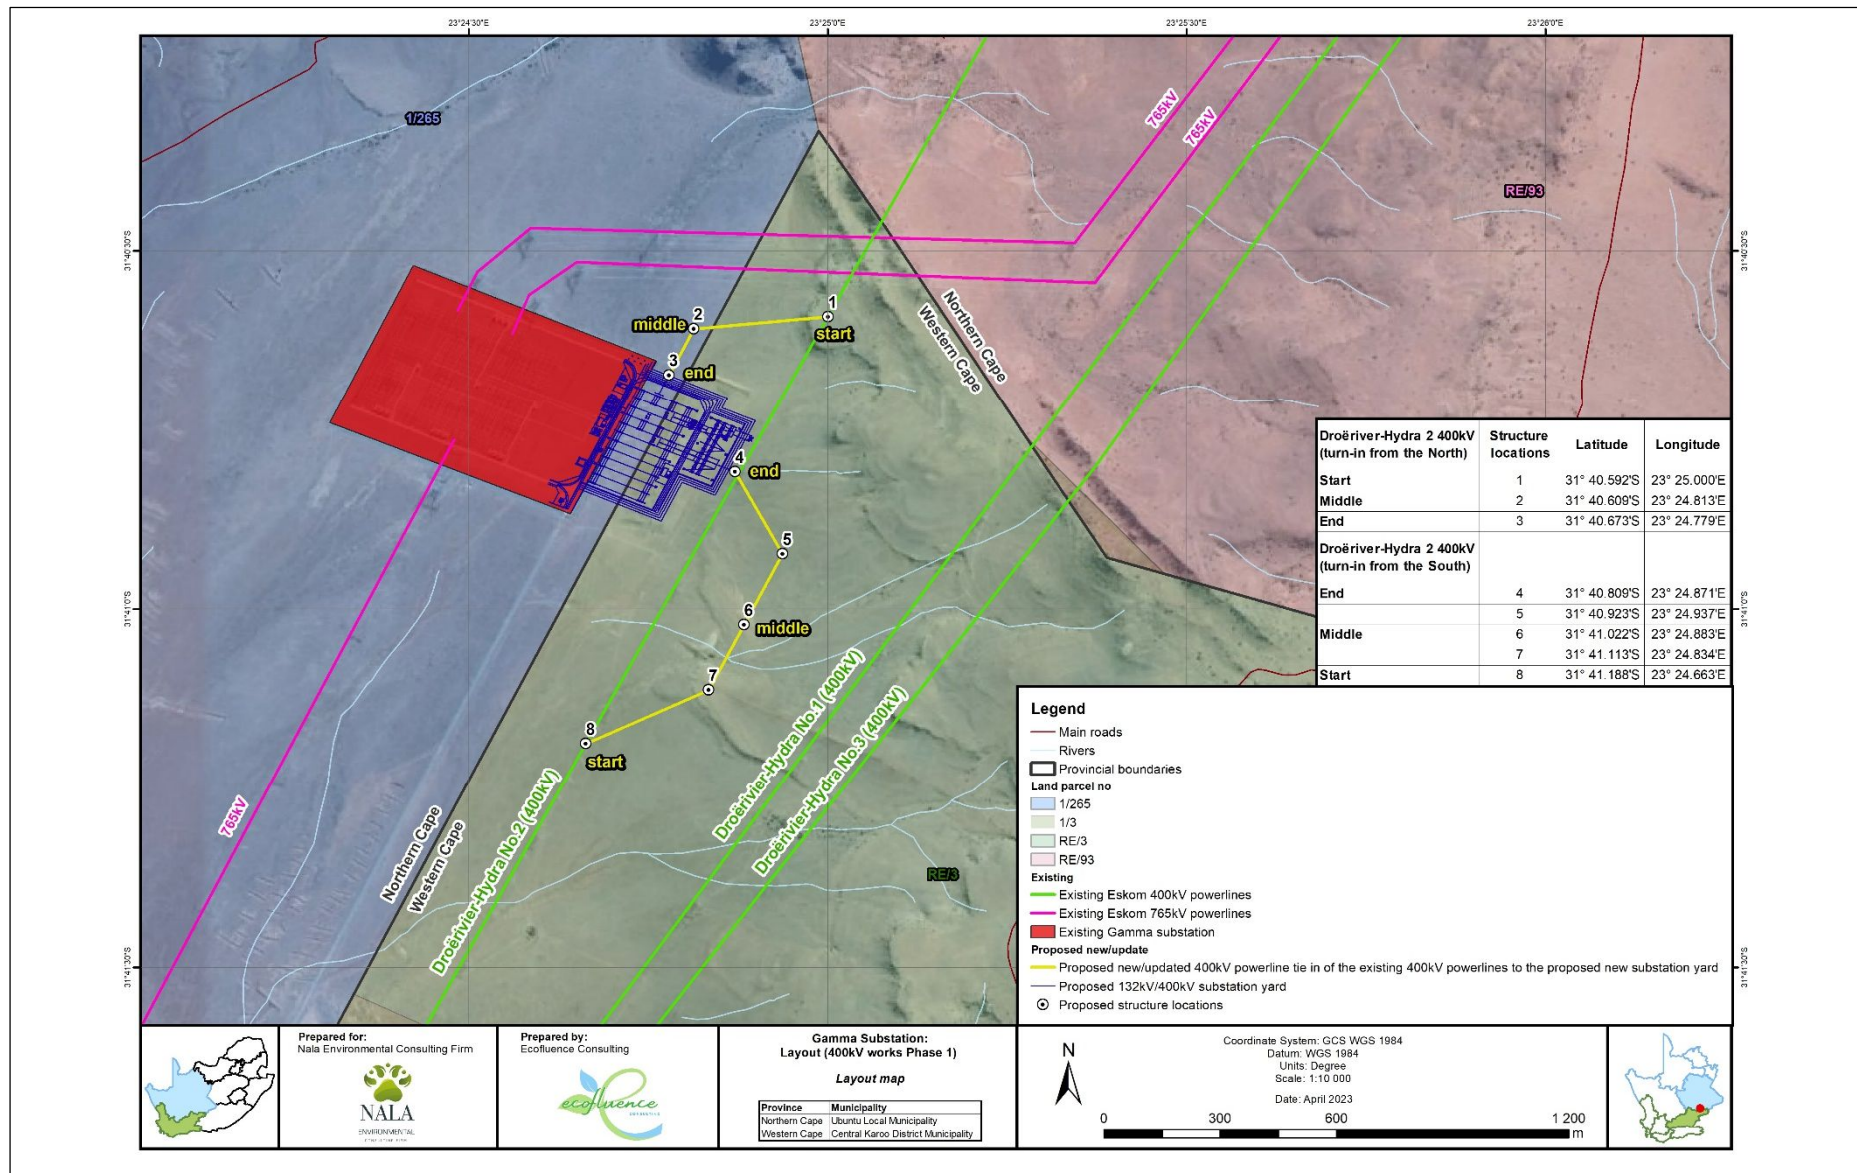 23°24'30"E
23°25'0"E
23°25'30"E
23°26'0"E
31°40'30"S
31°40'30"S
31°41'0"S
31°41'0"S
31°41'30"S
31°41'30"S
1/265
765kV
765kV
RE/93
Northern Cape
Western Cape
1
start
2
middle
3
end
4
end
5
6
middle
7
8
start
765kV
Northern Cape
Western Cape
Droërivier-Hydra No.2 (400kV)
Droërivier-Hydra No.1 (400kV)
Droërivier-Hydra No.3 (400kV)
RE/3
Droëriver-Hydra 2 400kV (turn-in from the North) Structure locations Latitude Longitude
Start 1 31° 40.592'S 23° 25.000'E
Middle 2 31° 40.609'S 23° 24.813'E
End 3 31° 40.673'S 23° 24.779'E
Droëriver-Hydra 2 400kV
(turn-in from the South)
End 4 31° 40.809'S 23° 24.871'E
5 31° 40.923'S 23° 24.937'E
Middle 6 31° 41.022'S 23° 24.883'E
7 31° 41.113'S 23° 24.834'E
Start 8 31° 41.188'S 23° 24.663'E
Legend
Main roads
Rivers
Provincial boundaries
Land parcel no
1/265
1/3
RE/3
RE/93
Existing
Existing Eskom 400kV powerlines
Existing Eskom 765kV powerlines
Existing Gamma substation
Proposed new/update
Proposed new/updated 400kV powerline tie in of the existing 400kV powerlines to the proposed new substation yard
Proposed 132kV/400kV substation yard
Proposed structure locations
Prepared for:
Nala Environmental Consulting Firm
NALA
ENVIRONMENTAL
Prepared by:
Ecofluence Consulting
ecofluence
Gamma Substation:
Layout (400kV works Phase 1)
Layout map
Province Municipality
Northern Cape Ubuntu Local Municipality
Western Cape Central Karoo District Municipality
N
Coordinate System: GCS WGS 1984
Datum: WGS 1984
Units: Degree
Scale: 1:10 000
Date: April 2023
0 300 600 1 200
m